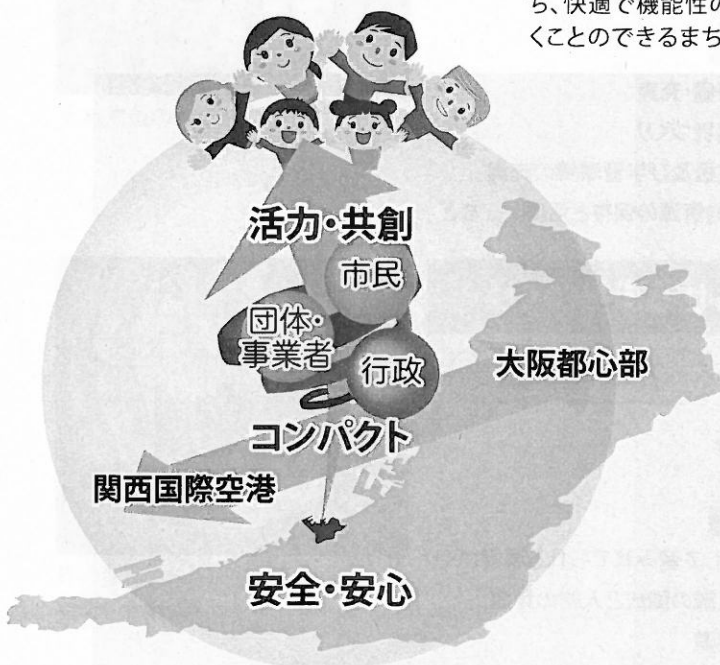 ち、快適で機能性の
くことのできるまち
活力・共創
市民
団体・
事業者
行政
大阪都心部
コンパクト
関西国際空港
安全・安心